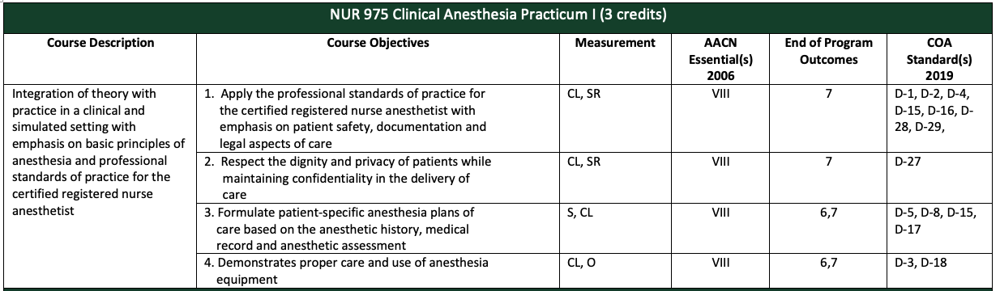 NUR 975 Clinical Anesthesia Practicum I (3 credits)
Course Description
Course Objectives
Measurement
AACN
Essential(s)
2006
End of Program
Outcomes
COA
Standard(s)
2019
Integration of theory with
practice in a clinical and
simulated setting with
emphasis on basic principles of
anesthesia and professional
standards of practice for the
certified registered nurse
anesthetist
1. Apply the professional standards of practice for
the certified registered nurse anesthetist with
emphasis on patient safety, documentation and
legal aspects of care
CL, SR
VIII
7
D-1, D-2, D-4,
D-15, D-16, D-
28, D-29,
2. Respect the dignity and privacy of patients while
maintaining confidentiality in the delivery of
care
CL, SR
VIII
7
D-27
3. Formulate patient-specific anesthesia plans of
care based on the anesthetic history, medical
record and anesthetic assessment
S, CL
VIII
6,7
D-5, D-8, D-15,
D-17
4. Demonstrates proper care and use of anesthesia
equipment
CL, O
VIII
6,7
D-3, D-18